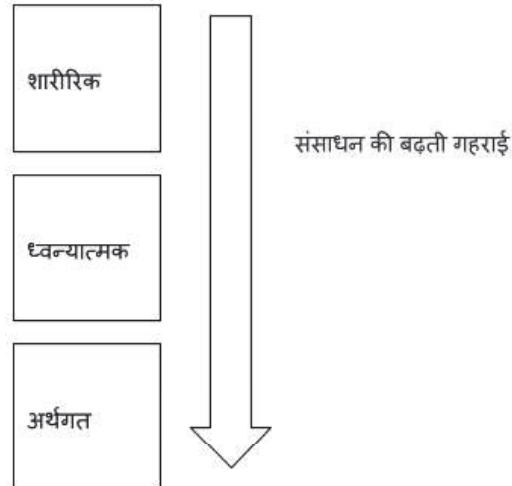 शारीरिक
संसाधन की बढ़ती गहराई
ध्वन्यात्मक
अर्थगत